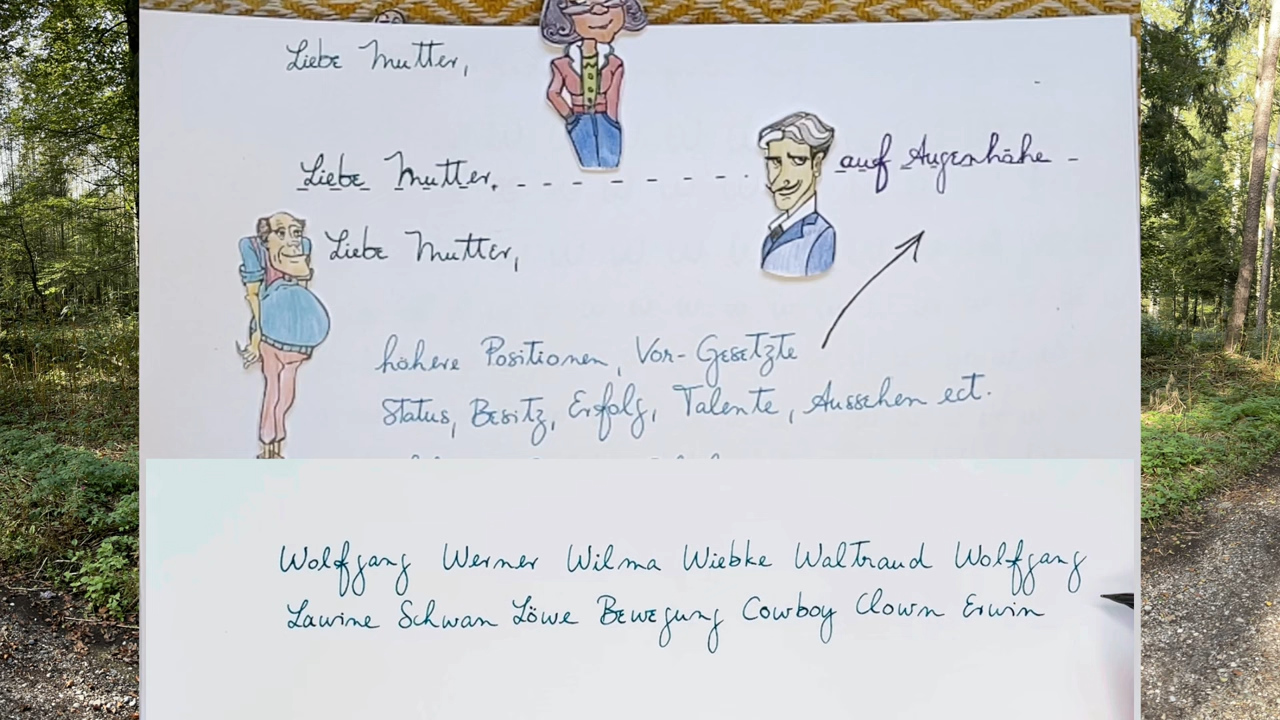 Liebe Mutter,
Liebe Mutter. auf Augenhöhe -
Liebe Mutter,
höhere Positionen, Vor-Gesetzte
Status, Besitz, Erfolg, Talente, Aussehen ect.
Wolfgang Werner Wilma Wiebke Waltraud Wolfgang
Lawine Schwan Löwe Bewegung Cowboy Clown Erwin